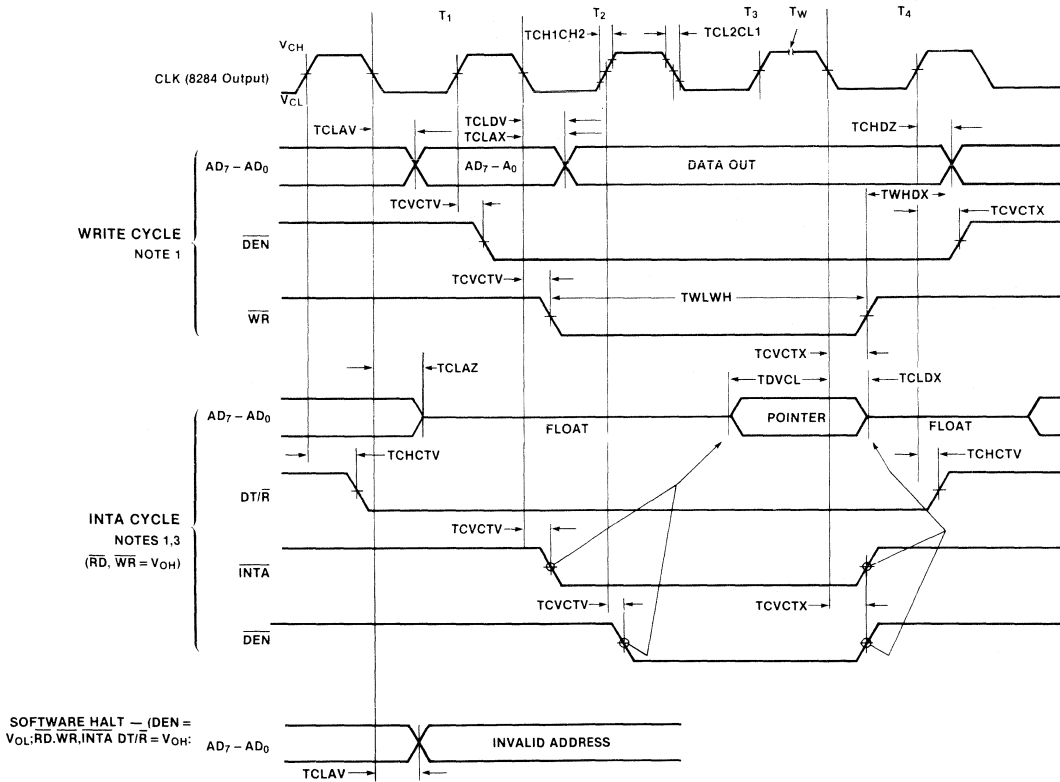 T₁ T₂ T₃ TW T₄
TCH1CH2 TCL2CL1
VCH
CLK (8284 Output)
VCL
TCLAV TCLDV TCHDZ
TCLAX
AD₇ – AD₀ AD₇ – A₀ DATA OUT
TWHDX
TCVCTV TCVCTX
WRITE CYCLE
NOTE 1
DEN
TCVCTV
TWLWH
WR
TCVCTX
TCLAZ
TDVCL TCLDX
AD₇ – AD₀ FLOAT POINTER FLOAT
TCHCTV TCHCTV
DT/R
INTA CYCLE
NOTES 1,3
(RD, WR = VOH)
TCVCTV
INTA
TCVCTV TCVCTX
DEN
SOFTWARE HALT — (DEN =
VOL; RD. WR, INTA DT/R = VOH:
AD₇ – AD₀ INVALID ADDRESS
TCLAV